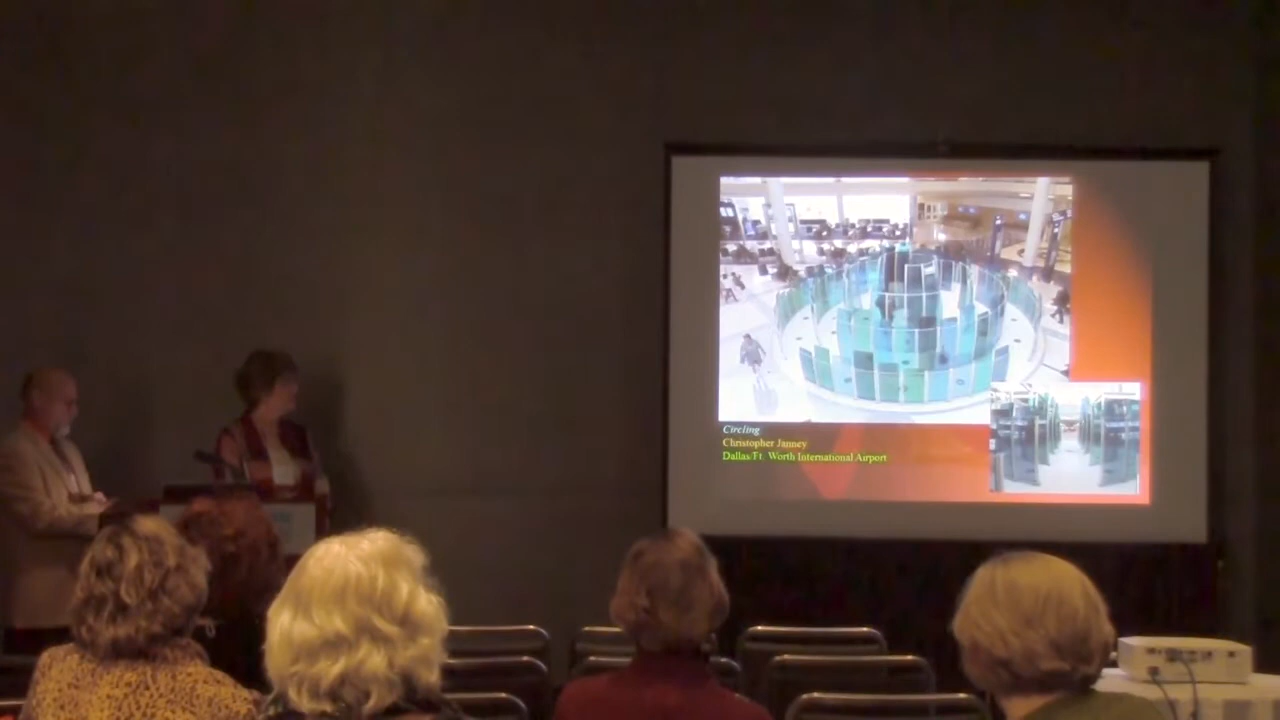 Circling
Christopher Janney
Dallas/Ft. Worth International Airport